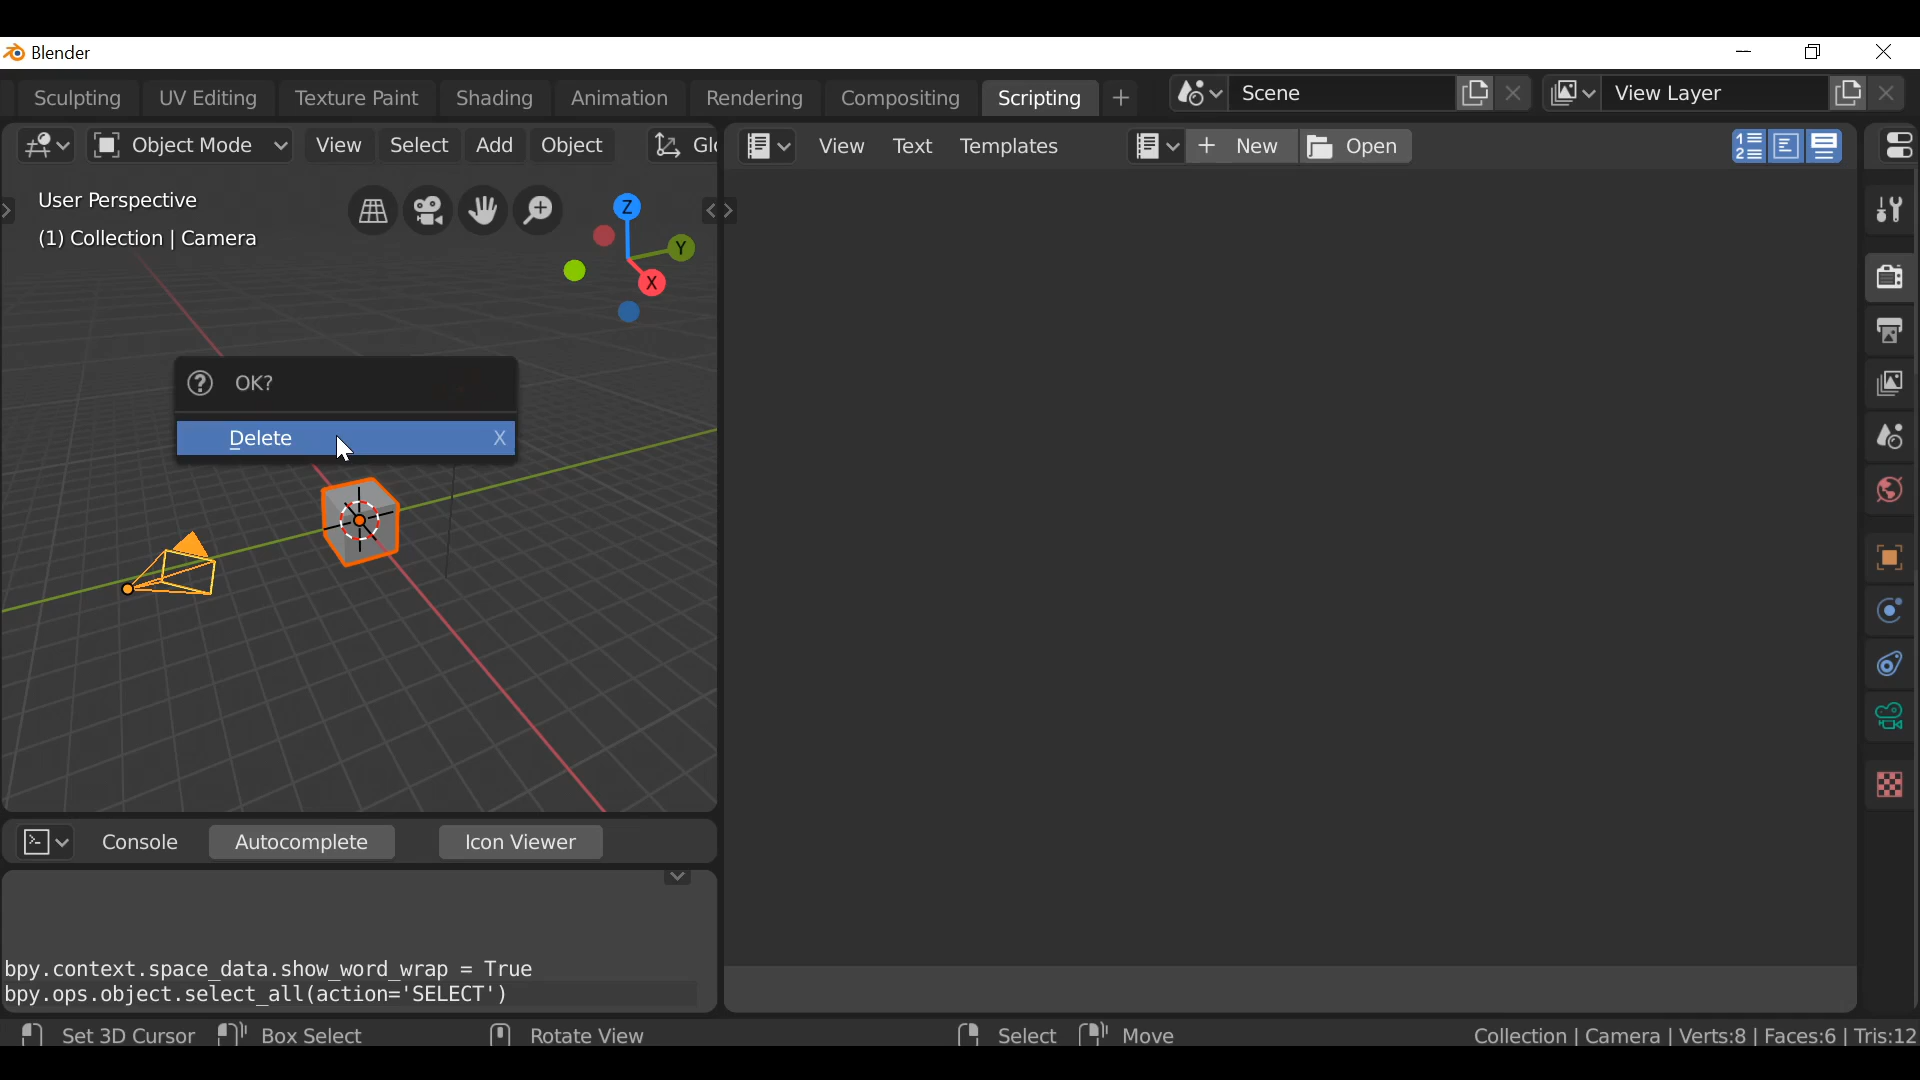 Blender
Sculpting UV Editing Texture Paint Shading Animation Rendering Compositing Scripting + Scene View Layer
Object Mode View Select Add Object Glo View Text Templates + New Open
User Perspective
(1) Collection | Camera
Z
Y
X
OK?
Delete X
Console Autocomplete Icon Viewer
bpy.context.space_data.show_word_wrap = True
bpy.ops.object.select_all(action='SELECT')
Set 3D Cursor Box Select Rotate View Select Move Collection | Camera | Verts:8 | Faces:6 | Tris:12